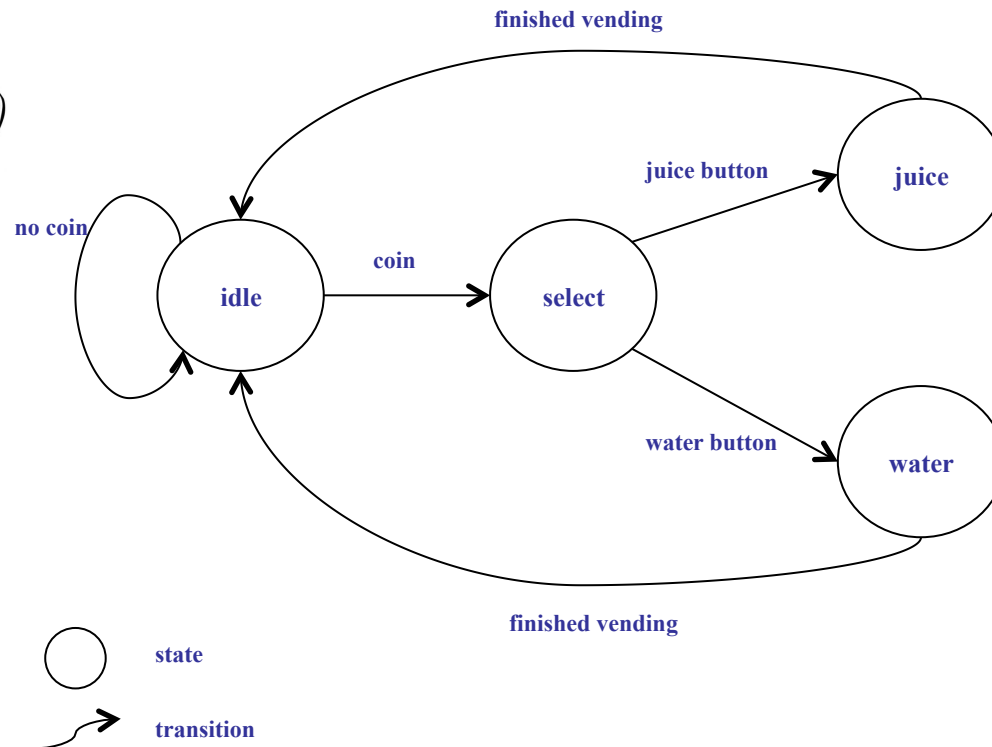 finished vending
juice button
juice
no coin
coin
idle
select
water button
water
finished vending
state
transition